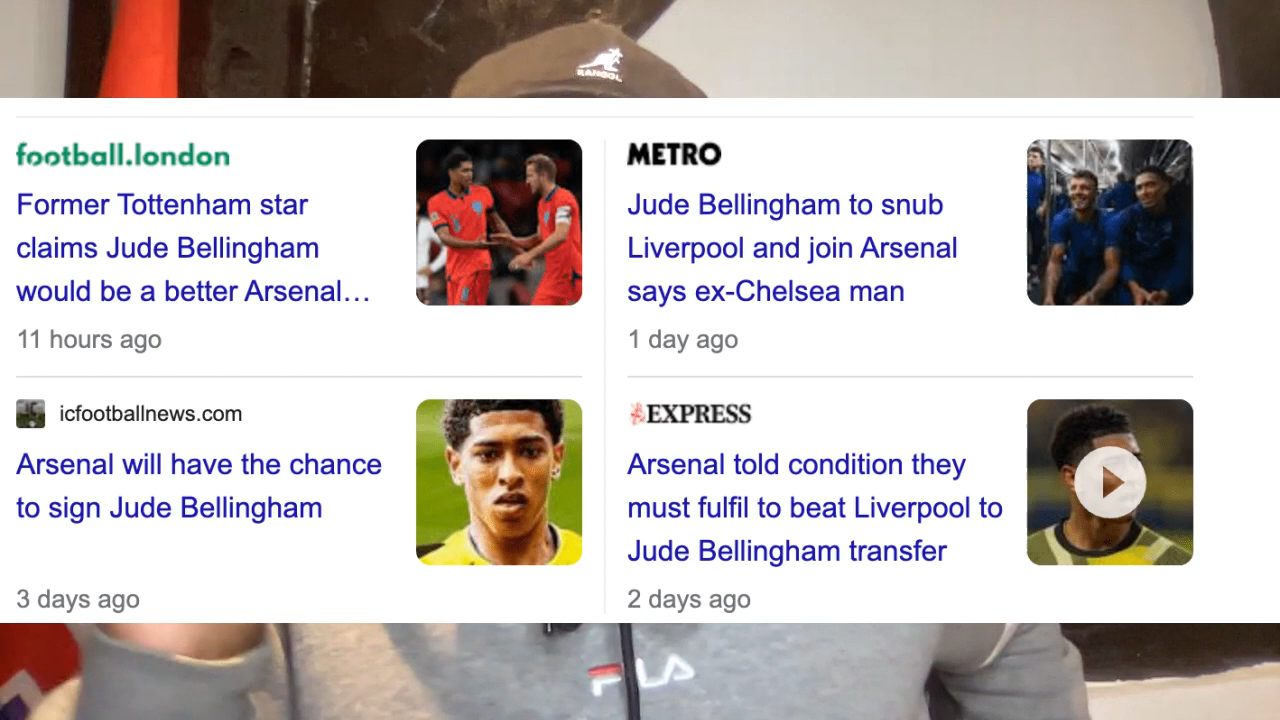 KANGOL
football.london
Former Tottenham star
claims Jude Bellingham
would be a better Arsenal…
11 hours ago
METRO
Jude Bellingham to snub
Liverpool and join Arsenal
says ex-Chelsea man
1 day ago
icfootballnews.com
Arsenal will have the chance
to sign Jude Bellingham
3 days ago
EXPRESS
Arsenal told condition they
must fulfil to beat Liverpool to
Jude Bellingham transfer
2 days ago
FILA